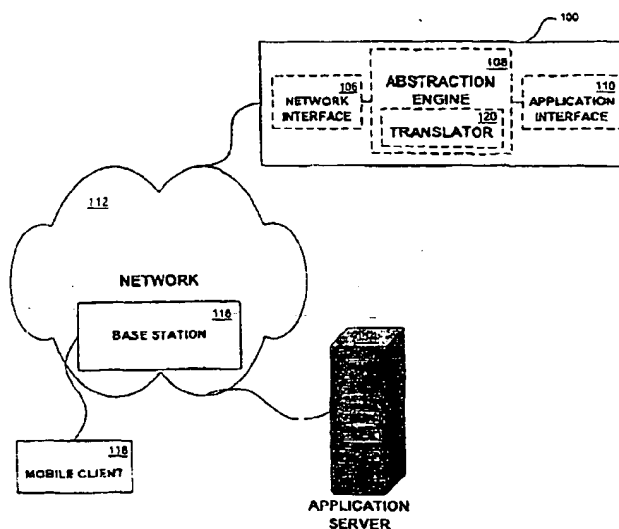 100
106
NETWORK
INTERFACE
108
ABSTRACTION
ENGINE
120
TRANSLATOR
110
APPLICATION
INTERFACE
112
NETWORK
116
BASE STATION
118
MOBILE CLIENT
APPLICATION
SERVER